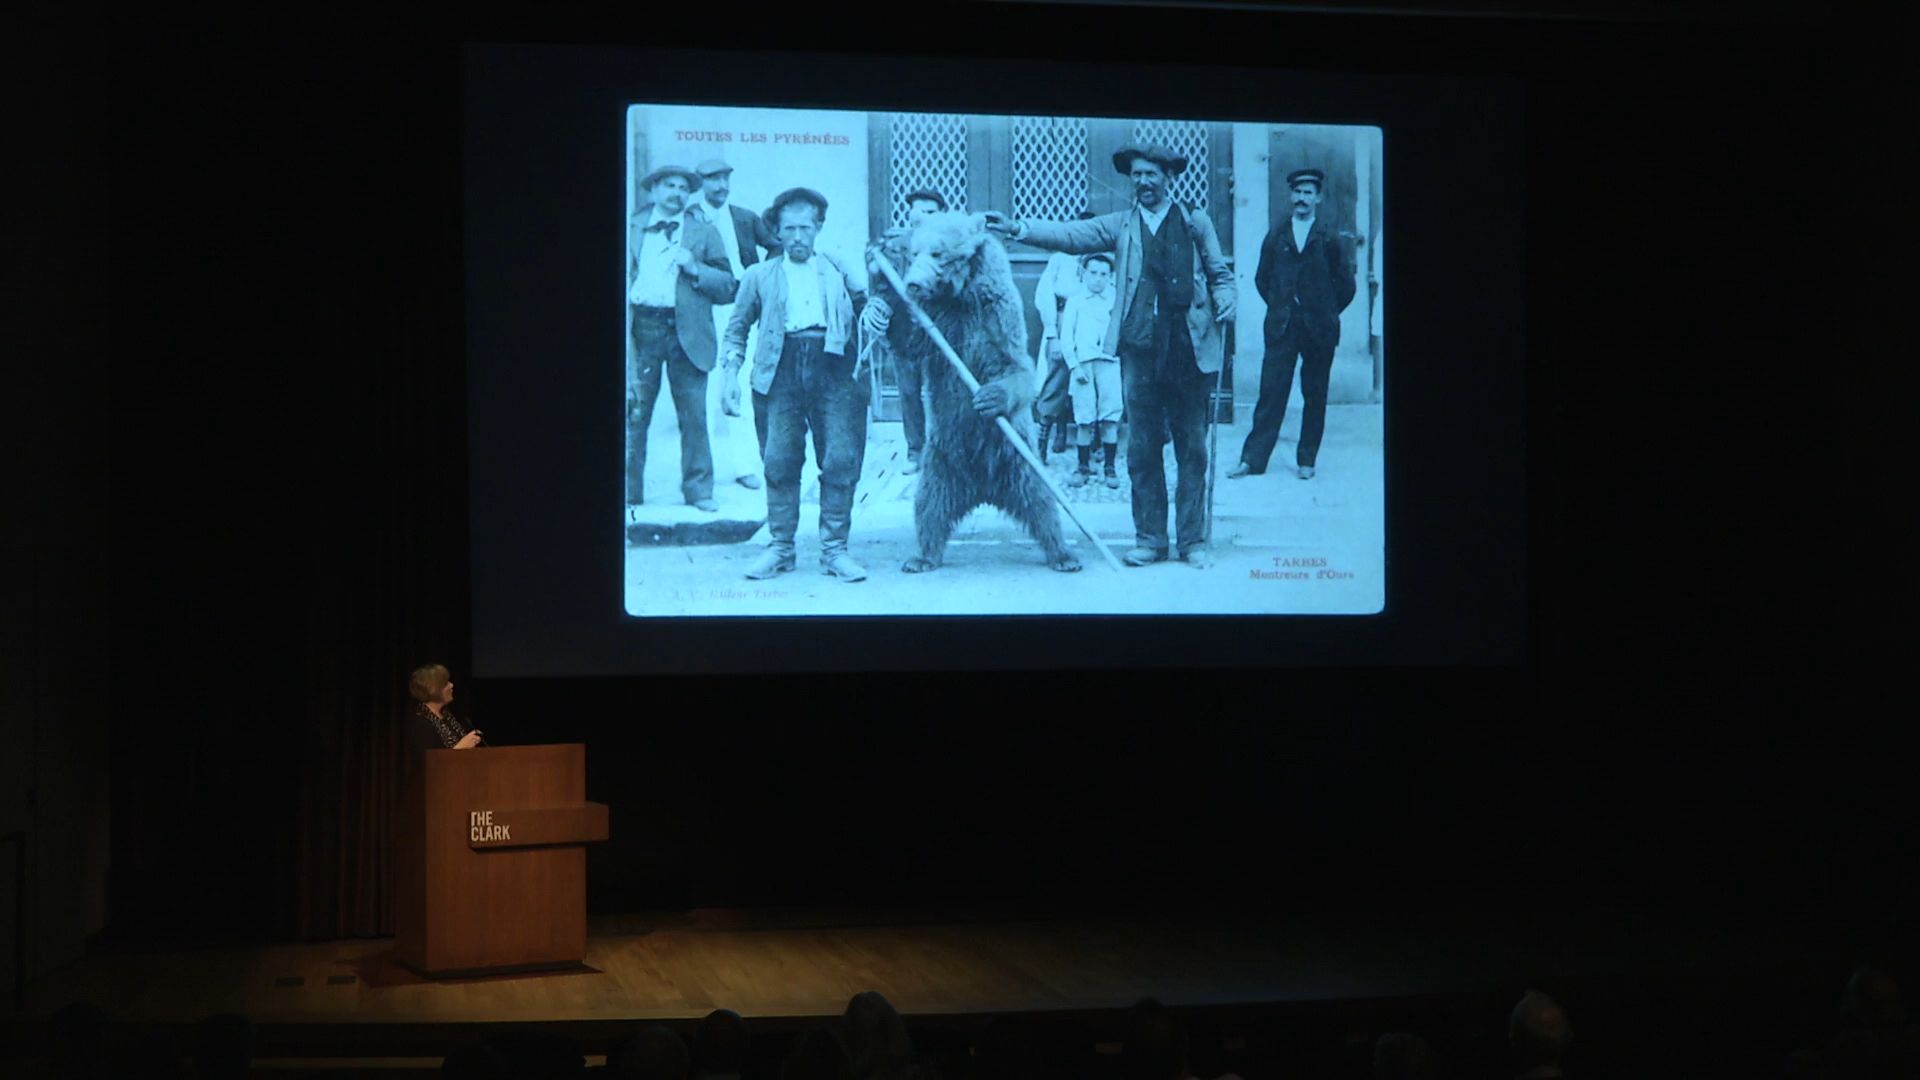 TOUTES LES PYRÉNÉES
TARBES
Montreurs d'Ours
THE
CLARK